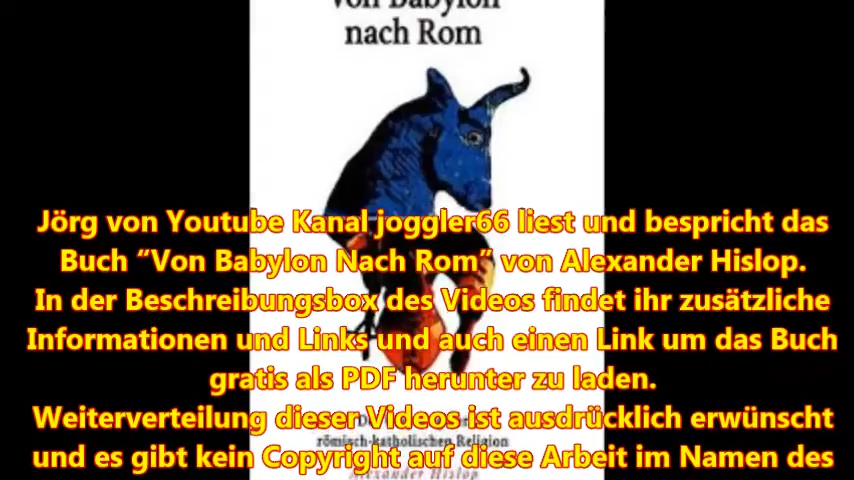 Von Babylon
nach Rom
Jörg von Youtube Kanal joggler66 liest und bespricht das
Buch “Von Babylon Nach Rom” von Alexander Hislop.
In der Beschreibungsbox des Videos findet ihr zusätzliche
Informationen und Links und auch einen Link um das Buch
gratis als PDF herunter zu laden.
Weiterverteilung dieser Videos ist ausdrücklich erwünscht
römisch-katholischen Religion
und es gibt kein Copyright auf diese Arbeit im Namen des
Alexander Hislop